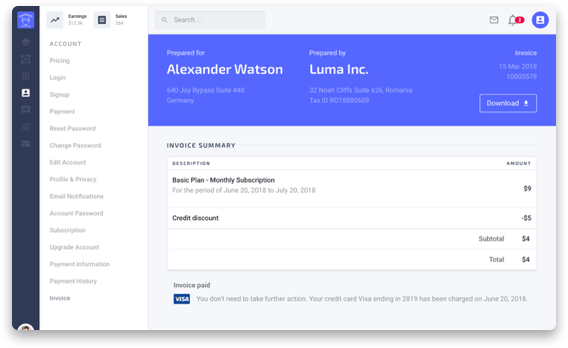 Earnings
$12.3k
Sales
264
Search ...
2
ACCOUNT
Pricing
Login
Signup
Payment
Reset Password
Change Password
Edit Account
Profile & Privacy
Email Notifications
Account Password
Subscription
Upgrade Account
Payment Information
Payment History
Invoice
Prepared for
Alexander Watson
640 Joy Bypass Suite 448
Germany
Prepared by
Luma Inc.
32 Noah Cliffs Suite 626, Romania
Tax ID RO18880609
Invoice
15 Mar 2018
10003578
Download
INVOICE SUMMARY
DESCRIPTION AMOUNT
Basic Plan - Monthly Subscription
For the period of June 20, 2018 to July 20, 2018
$9
Credit discount -$5
Subtotal $4
Total $4
Invoice paid
VISA You don't need to take further action. Your credit card Visa ending in 2819 has been charged on June 20, 2018.